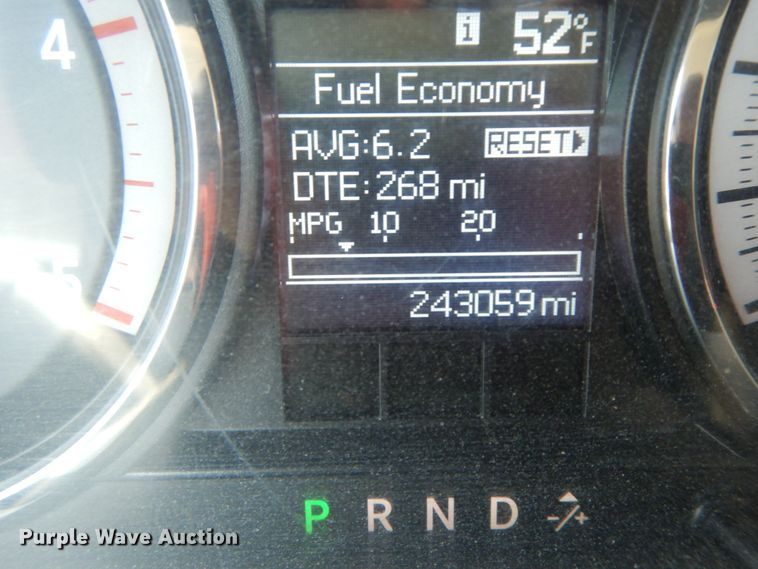 4
i 52°F
Fuel Economy
AVG:6.2 RESET
DTE:268 mi
MPG 10 20
5
243059 mi
P R N D -/+
Purple Wave Auction